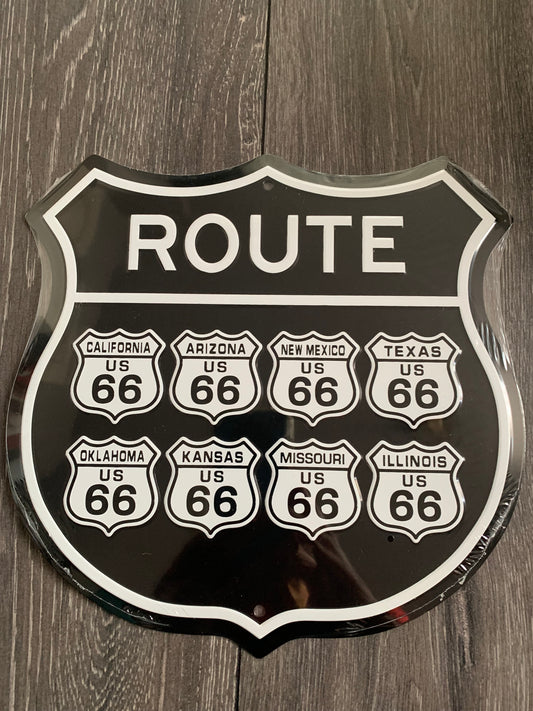 ROUTE
CALIFORNIA ARIZONA NEW MEXICO TEXAS
US US US US
66 66 66 66
OKLAHOMA KANSAS MISSOURI ILLINOIS
US US US US
66 66 66 66